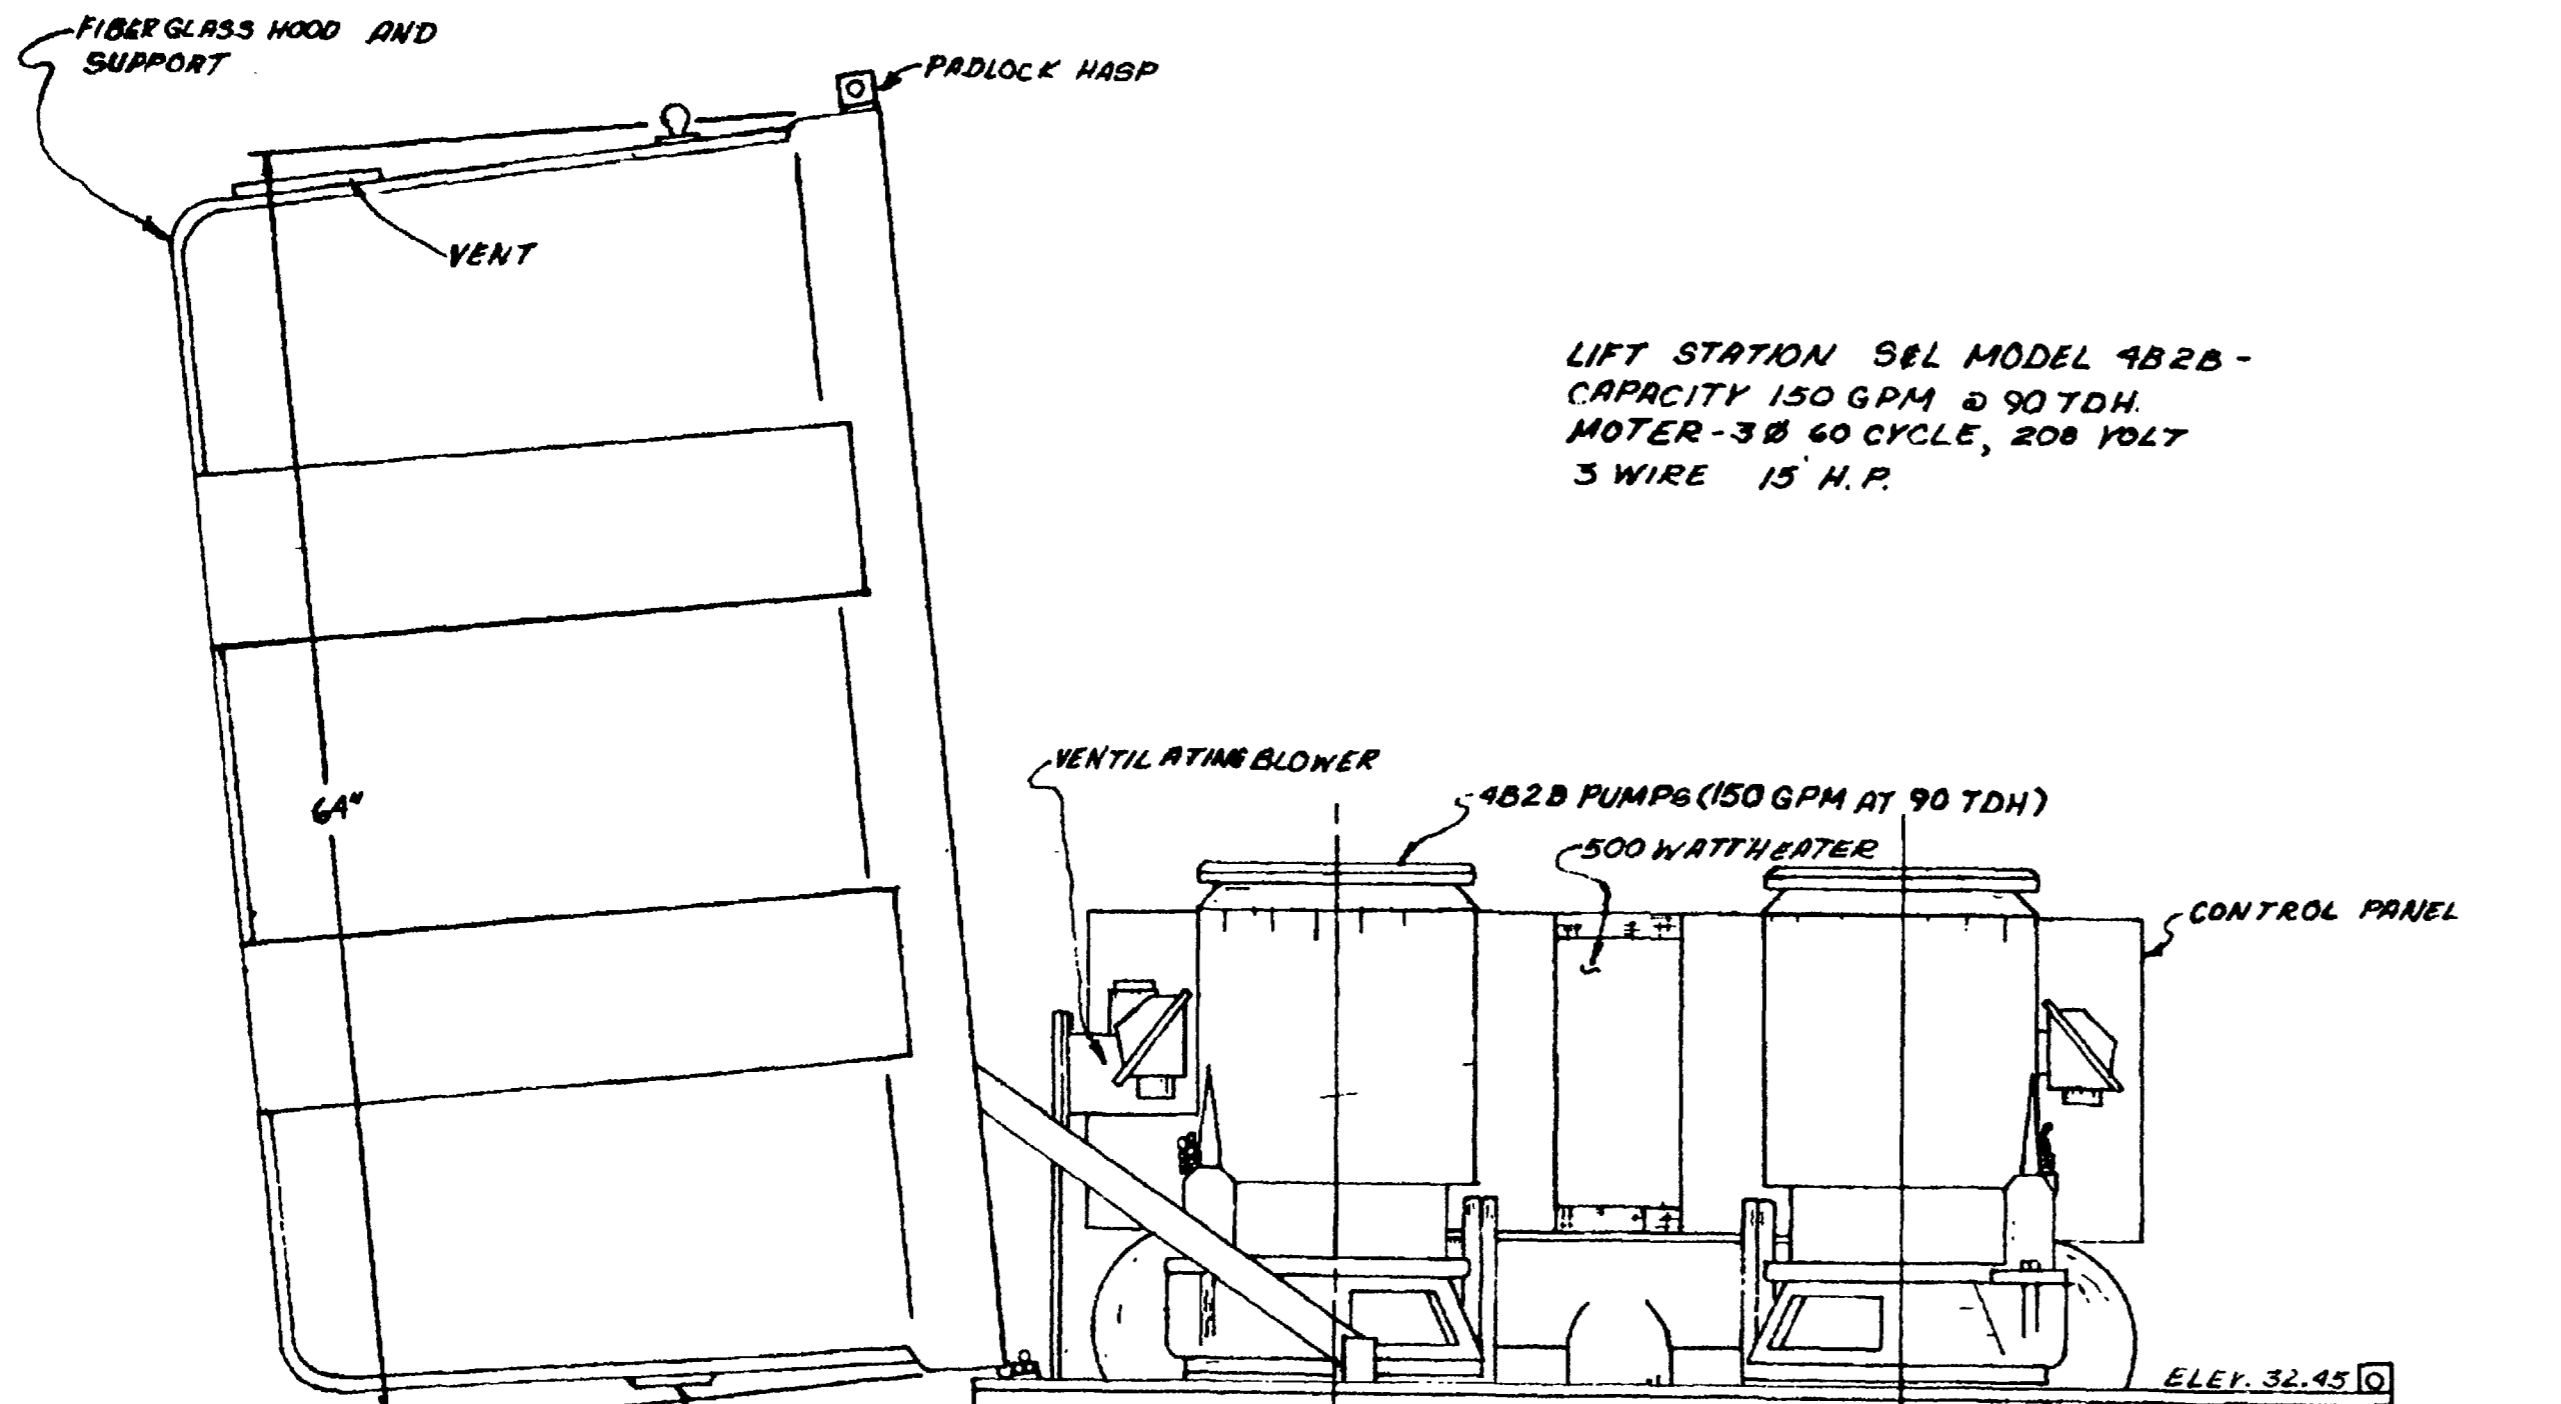 FIBERGLASS HOOD AND
SUPPORT
PADLOCK HASP
VENT
LIFT STATION S&L MODEL 4B2B-
CAPACITY 150 GPM @ 90 TDH.
MOTER-3Ø 60 CYCLE, 208 VOLT
3 WIRE 15 H.P.
64"
VENTILATING BLOWER
4B2B PUMPS (150 GPM AT 90 TDH)
500 WATT HEATER
CONTROL PANEL
ELEV. 32.45